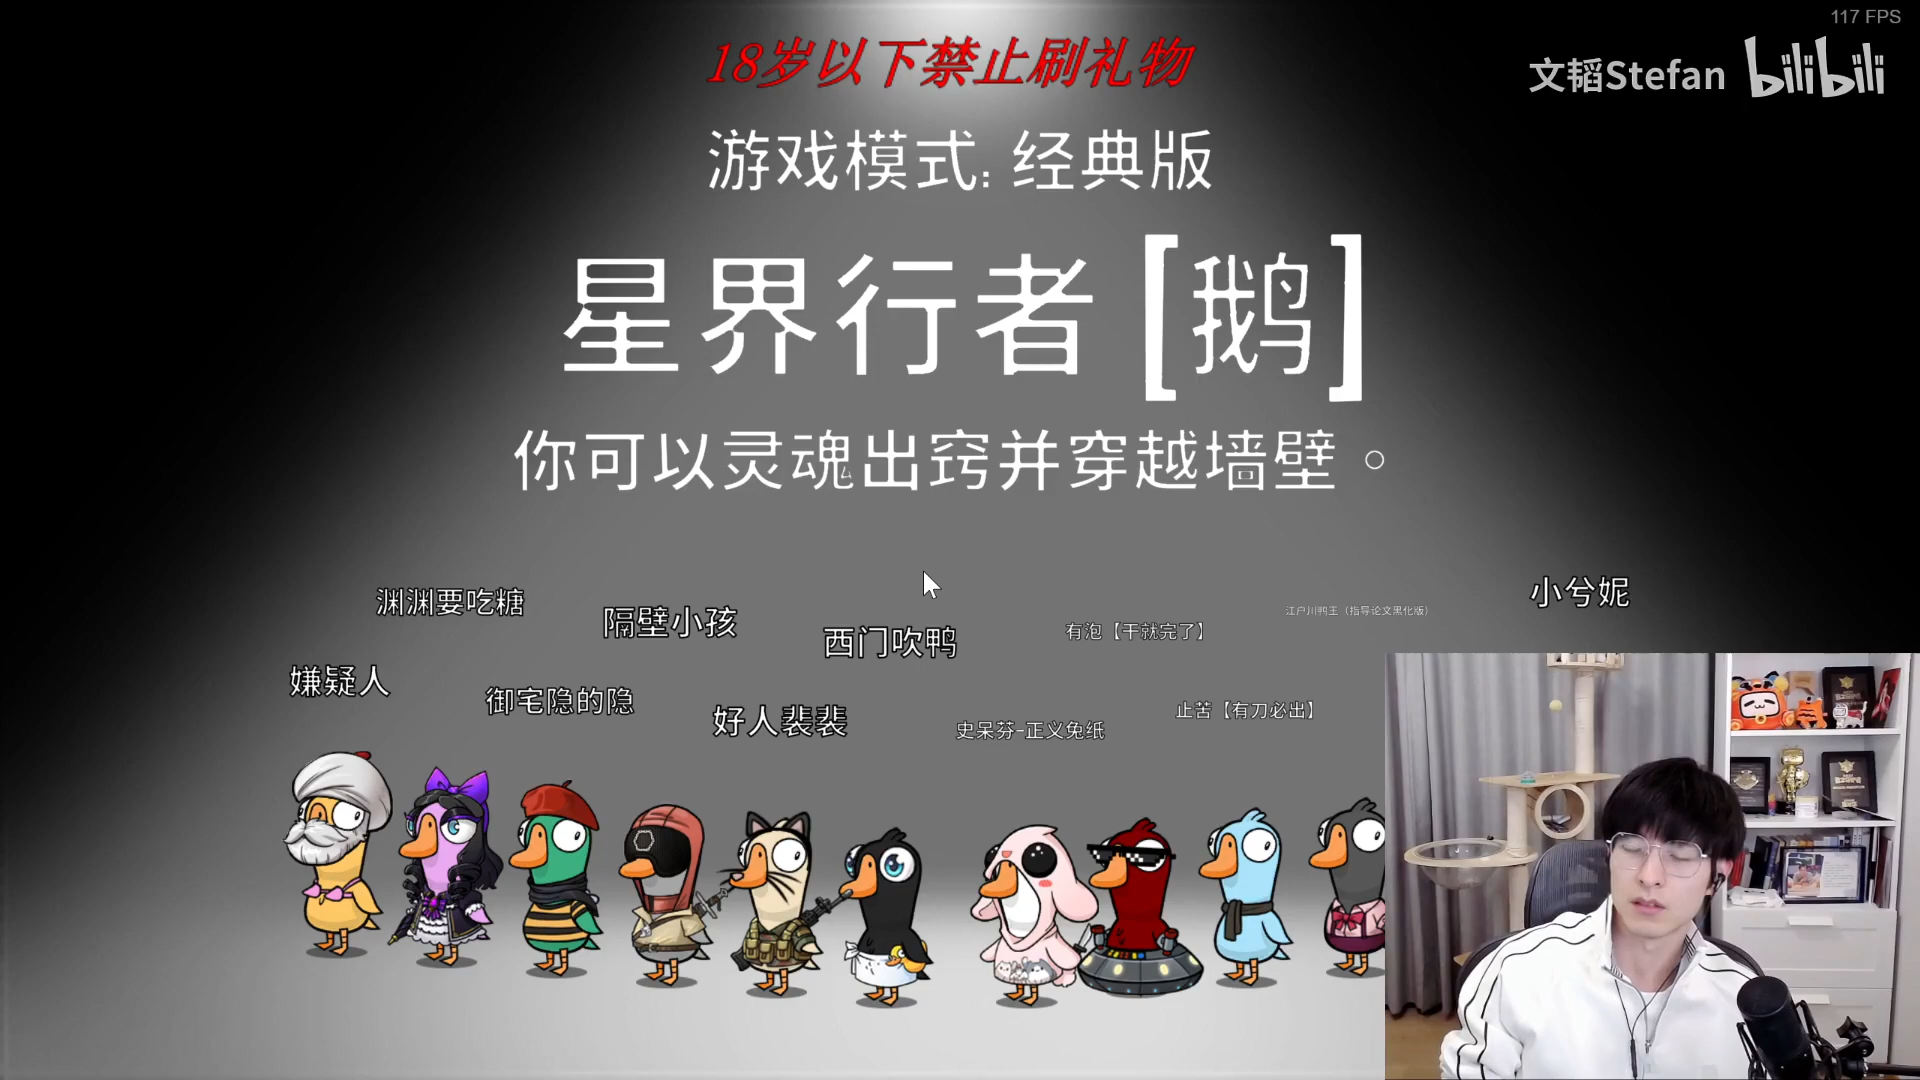 117 FPS
文韬Stefan bilibili
18岁以下禁止刷礼物
游戏模式: 经典版
星界行者 [鹅]
你可以灵魂出窍并穿越墙壁。
渊渊要吃糖
隔壁小孩
西门吹鸭
有泡【干就完了】
江户川鸭王（指导论文黑化版）
小兮妮
嫌疑人
御宅隐的隐
好人裴裴
史呆芬-正义兔纸
止苦【有刀必出】